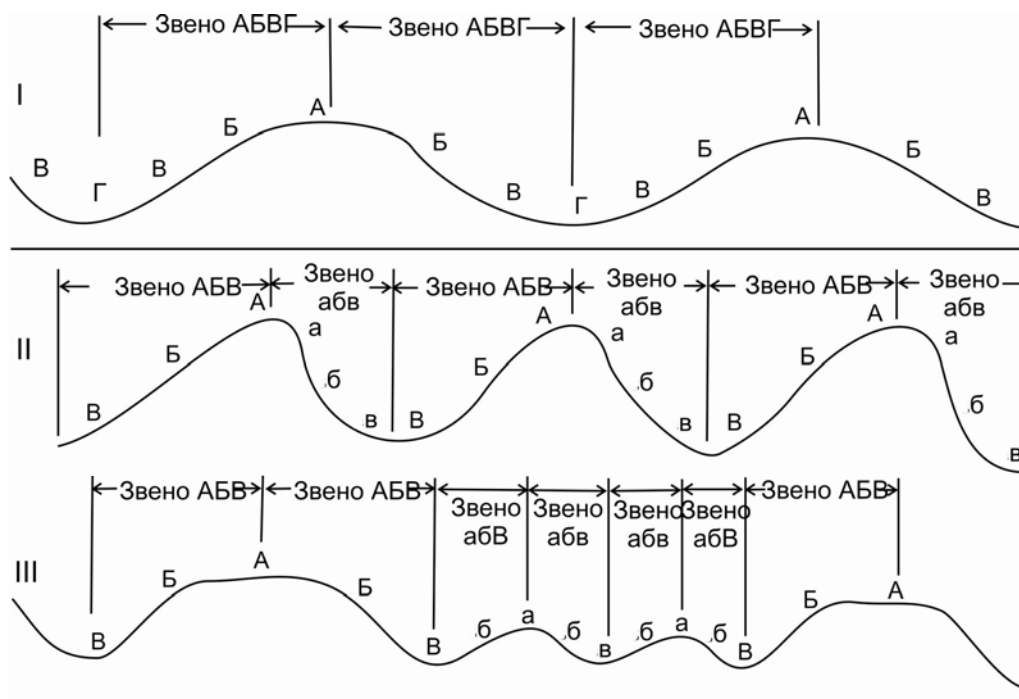 Звено АБВГ Звено АБВГ Звено АБВГ
I
А А
Б Б Б Б
В В В В В
Г Г
Звено АБВ Звено абв Звено АБВ Звено абв Звено АБВ Звено абв
II
А А А
а а а
Б Б Б
б б б
В в В в В в
Звено АБВ Звено АБВ Звено абВ Звено абв Звено абв Звено абВ Звено АБВ
III
А А
Б Б Б
а а
б б б б
В В в В